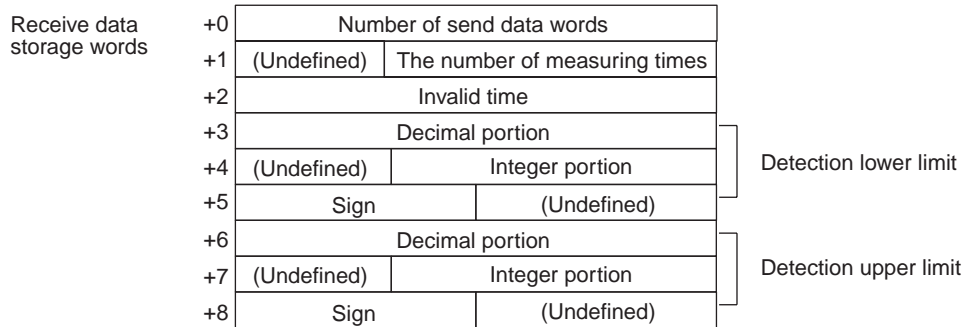 Receive data
storage words
+0 Number of send data words
+1 (Undefined) The number of measuring times
+2 Invalid time
+3 Decimal portion
+4 (Undefined) Integer portion
+5 Sign (Undefined)
Detection lower limit
+6 Decimal portion
+7 (Undefined) Integer portion
+8 Sign (Undefined)
Detection upper limit